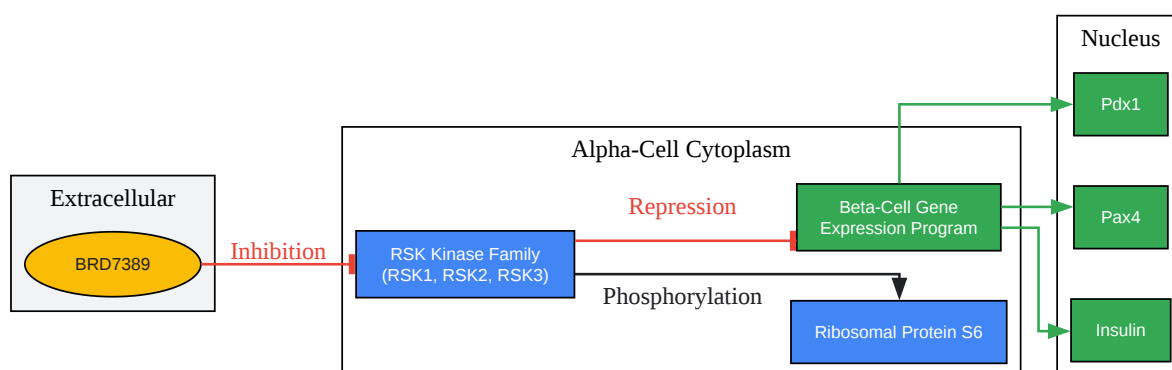 Nucleus
Pdx1
Alpha-Cell Cytoplasm
Extracellular
BRD7389
Inhibition
RSK Kinase Family
(RSK1, RSK2, RSK3)
Repression
Phosphorylation
Beta-Cell Gene
Expression Program
Pax4
Ribosomal Protein S6
Insulin